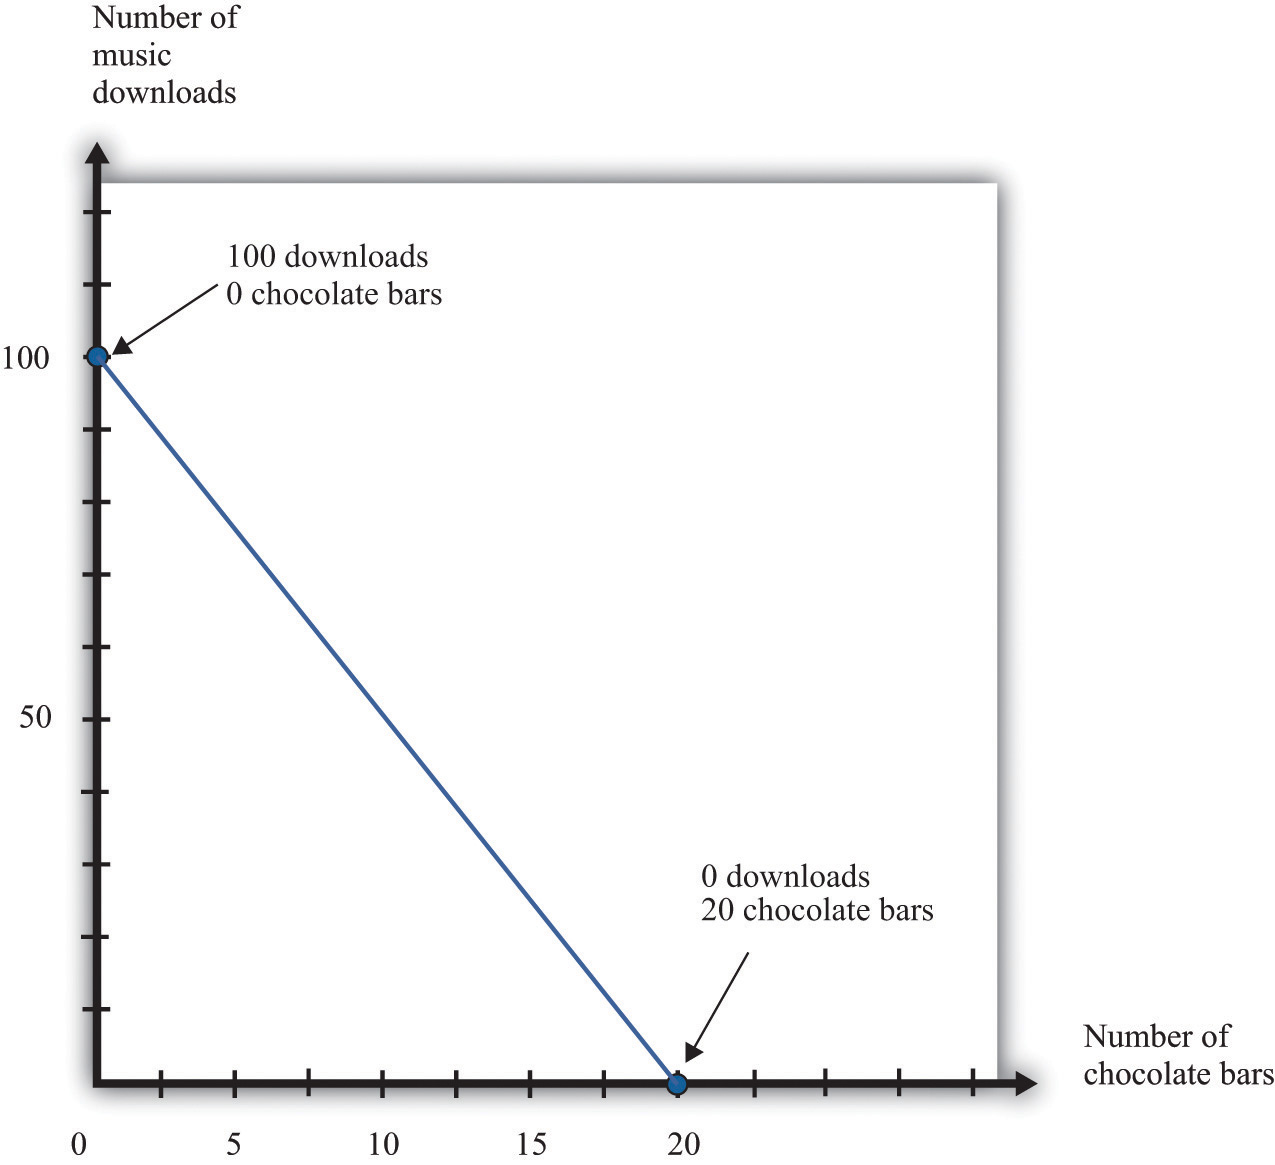 Number of
music
downloads
100 downloads
0 chocolate bars
100
50
0 downloads
20 chocolate bars
Number of
chocolate bars
0 5 10 15 20